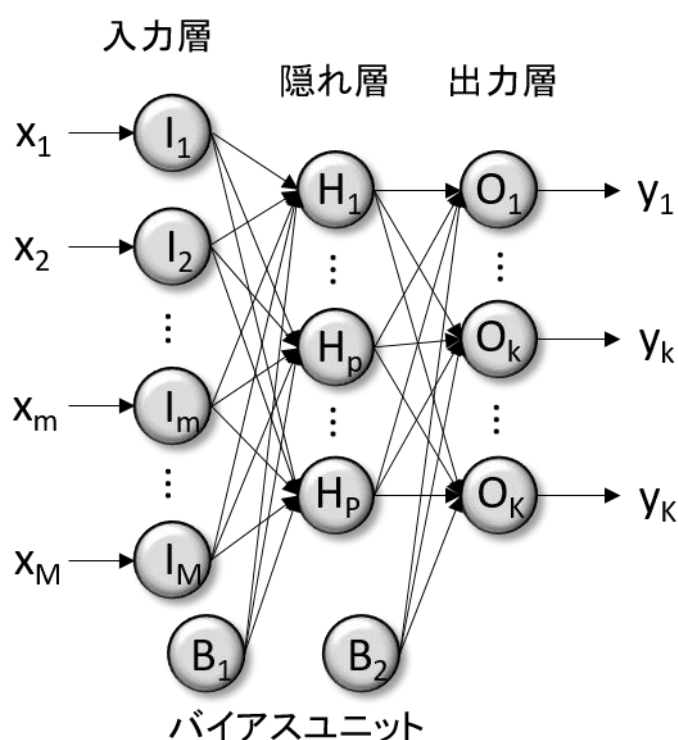 入力層
隠れ層 出力層
x1 I1 H1 O1 y1
x2 I2
⋮ ⋮
Hp Ok yk
⋮
xm Im
⋮ ⋮
HP OK yK
⋮
xM IM
B1 B2
バイアスユニット